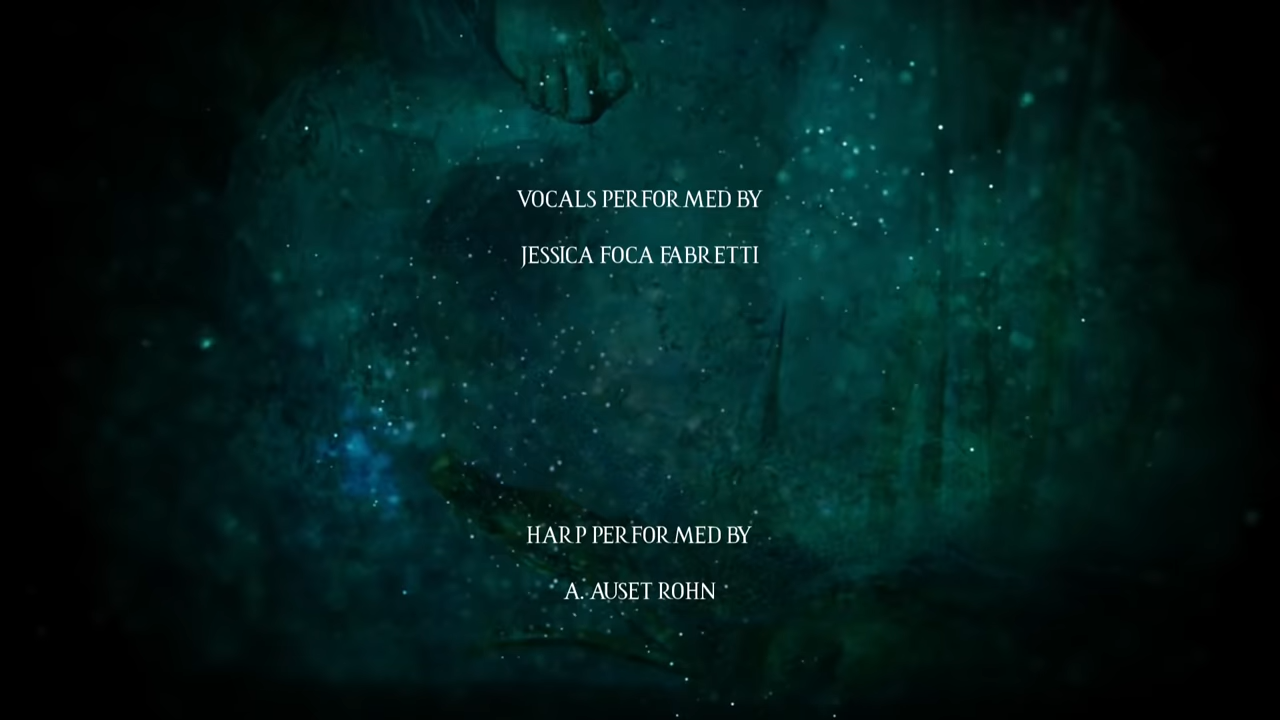 VOCALS PERFORMED BY
JESSICA FOCA FABRETTI
HARP PERFORMED BY
A. AUSET ROHN